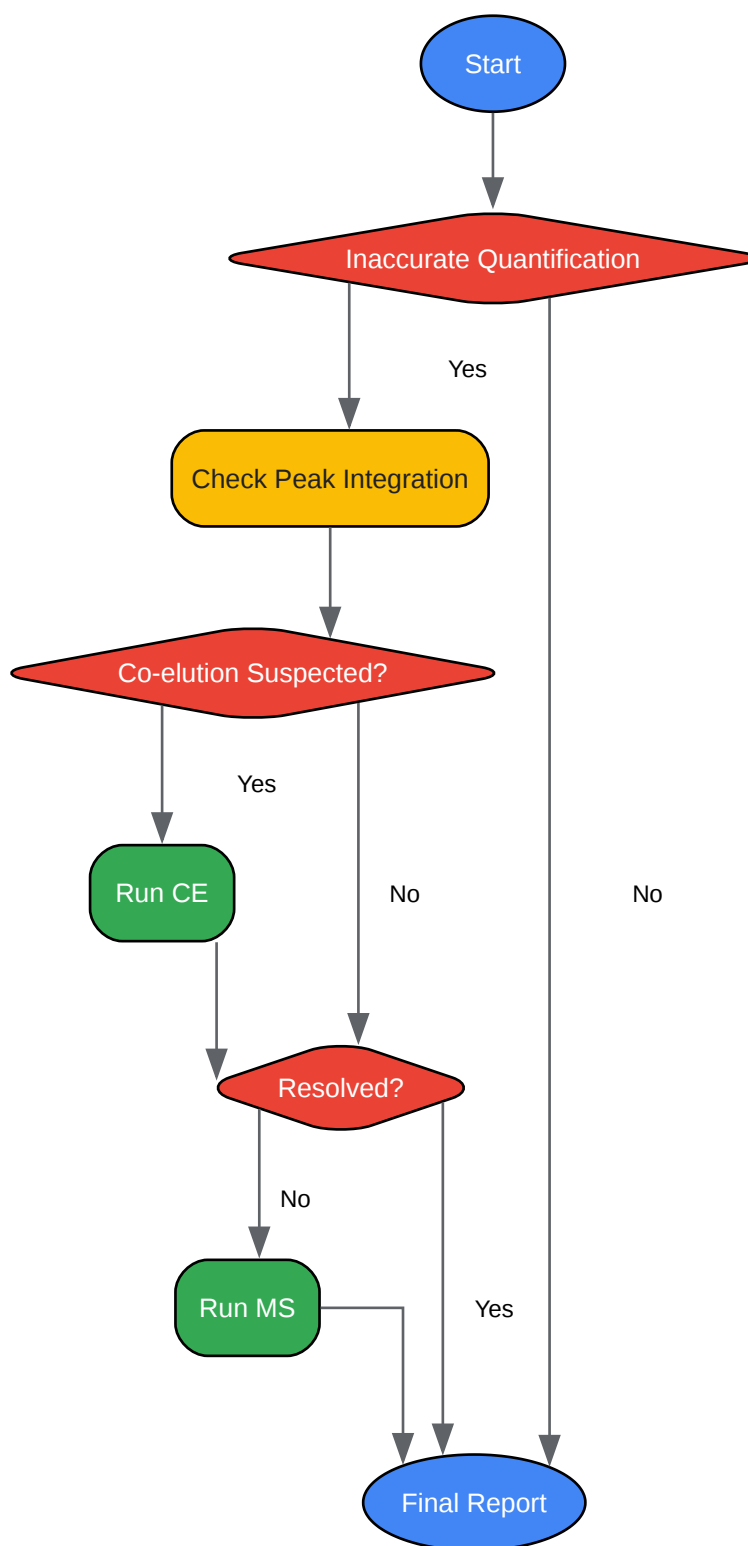 Start
Inaccurate Quantification
Yes
Check Peak Integration
Co-elution Suspected?
Yes
Run CE
No
No
Resolved?
No
Run MS
Yes
Final Report